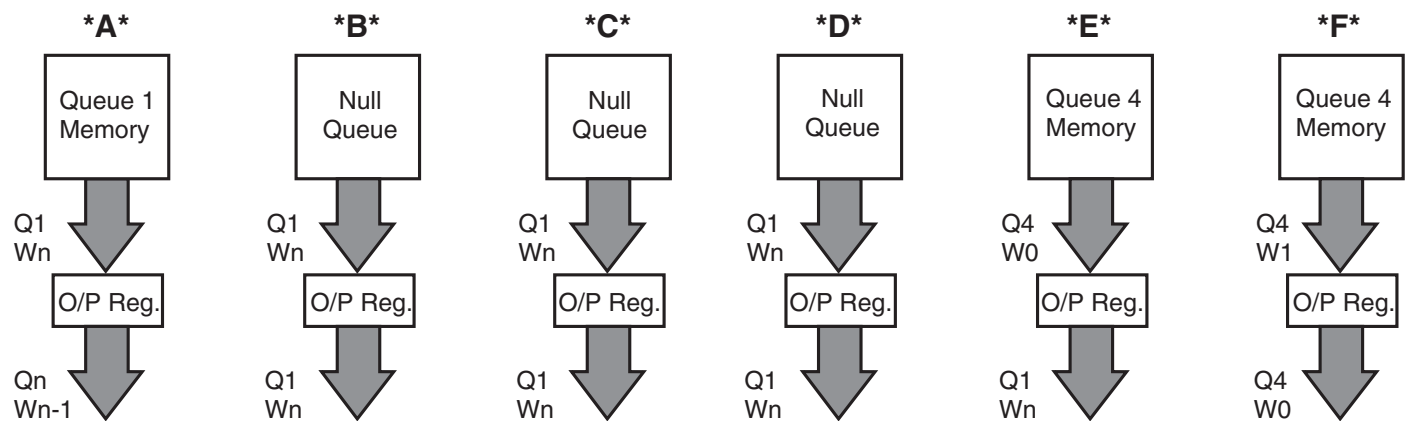 *A*
*B*
*C*
*D*
*E*
*F*
Queue 1
Memory
Null
Queue
Null
Queue
Null
Queue
Queue 4
Memory
Queue 4
Memory
Q1
Wn
Q1
Wn
Q1
Wn
Q1
Wn
Q4
W0
Q4
W1
O/P Reg.
O/P Reg.
O/P Reg.
O/P Reg.
O/P Reg.
O/P Reg.
Qn
Wn-1
Q1
Wn
Q1
Wn
Q1
Wn
Q1
Wn
Q4
W0